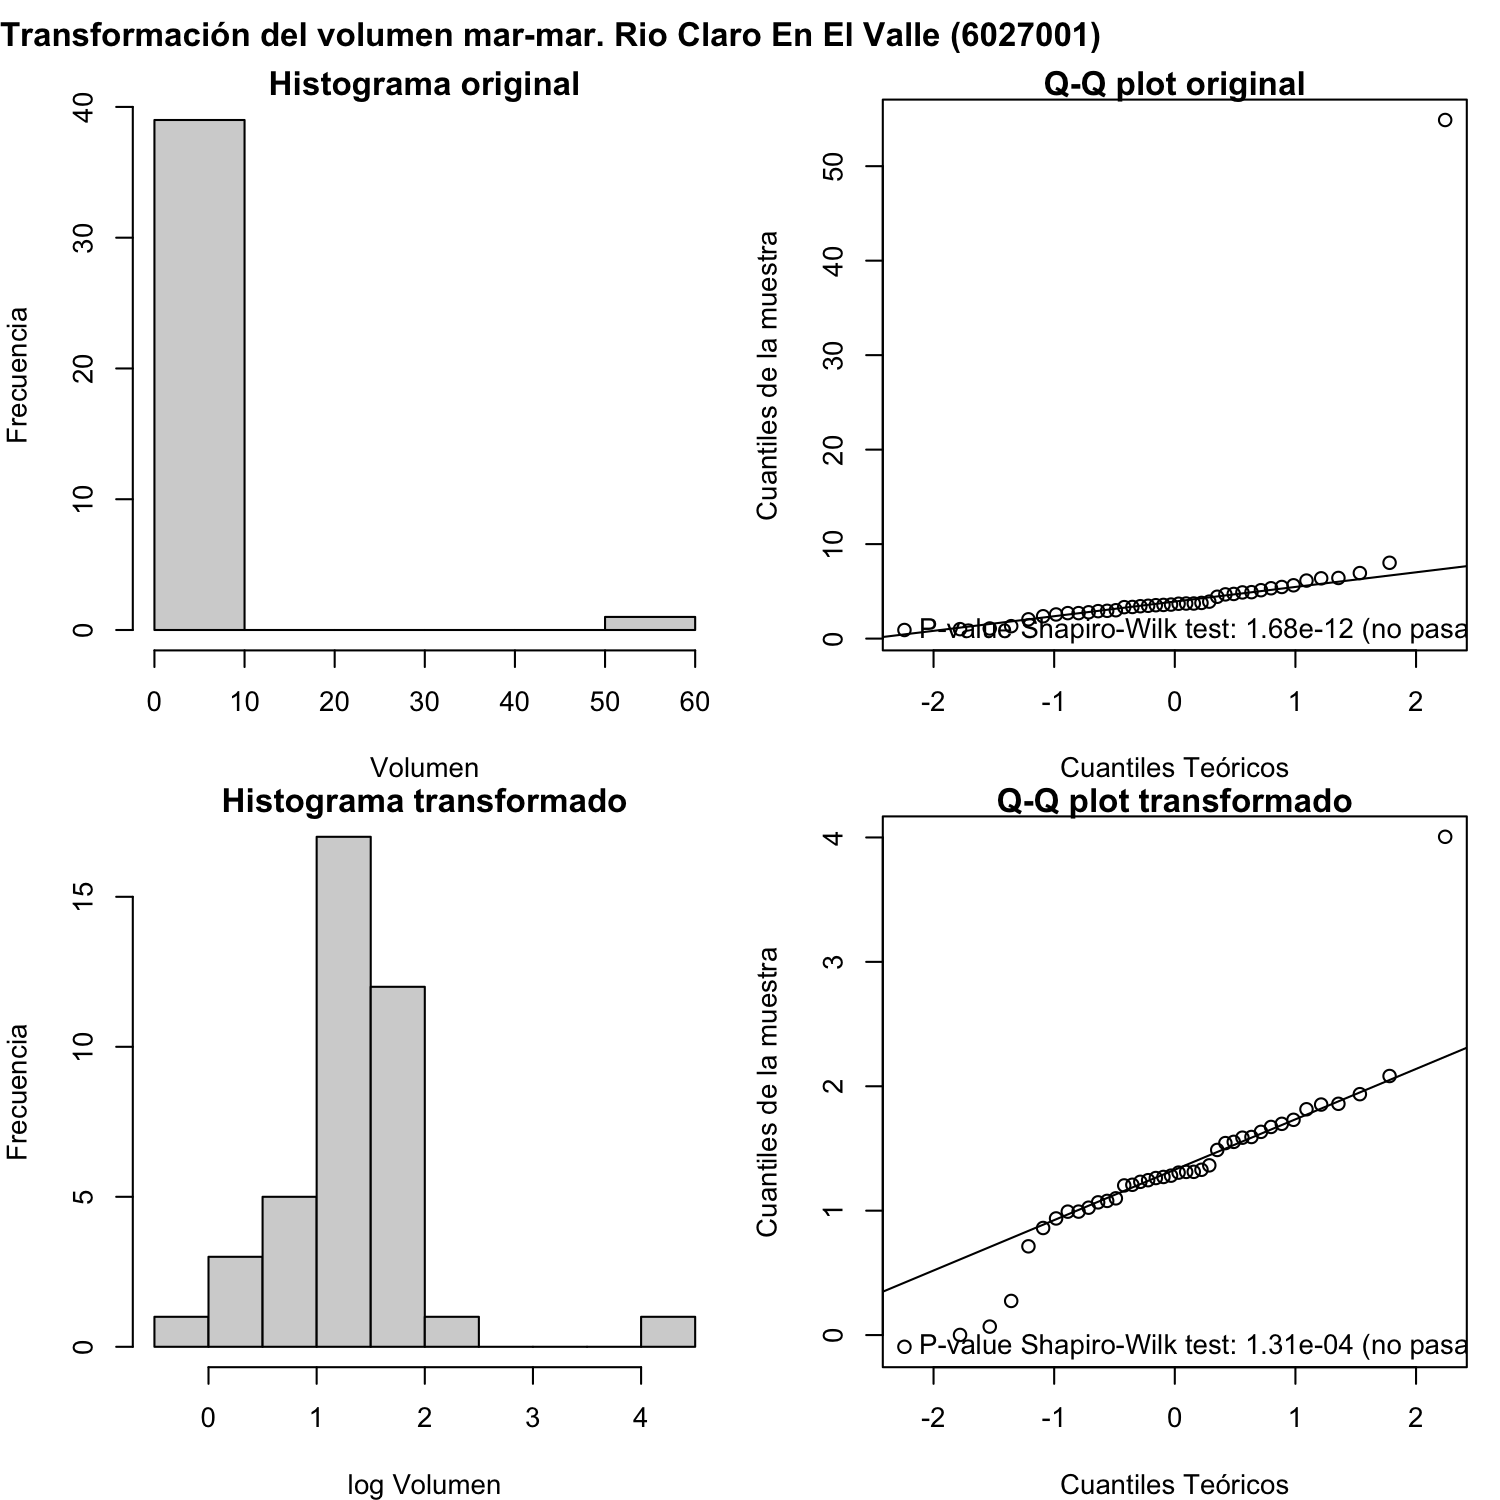 Transformación del volumen mar-mar. Rio Claro En El Valle (6027001)
Histograma original
Frecuencia
0 10 20 30 40
0 10 20 30 40 50 60
Volumen
Q-Q plot original
Cuantiles de la muestra
0 10 20 30 40 50
P-value Shapiro-Wilk test: 1.68e-12 (no pasa
-2 -1 0 1 2
Cuantiles Teóricos
Histograma transformado
Frecuencia
0 5 10 15
0 1 2 3 4
log Volumen
Q-Q plot transformado
Cuantiles de la muestra
0 1 2 3 4
P-value Shapiro-Wilk test: 1.31e-04 (no pasa
-2 -1 0 1 2
Cuantiles Teóricos